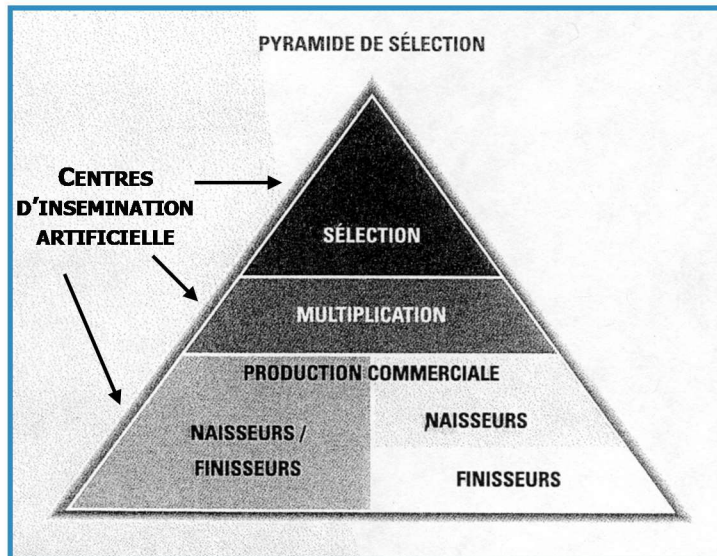 PYRAMIDE DE SÉLECTION
CENTRES
D'INSEMINATION
ARTIFICIELLE
SÉLECTION
MULTIPLICATION
PRODUCTION COMMERCIALE
NAISSEURS /
FINISSEURS
NAISSEURS
FINISSEURS